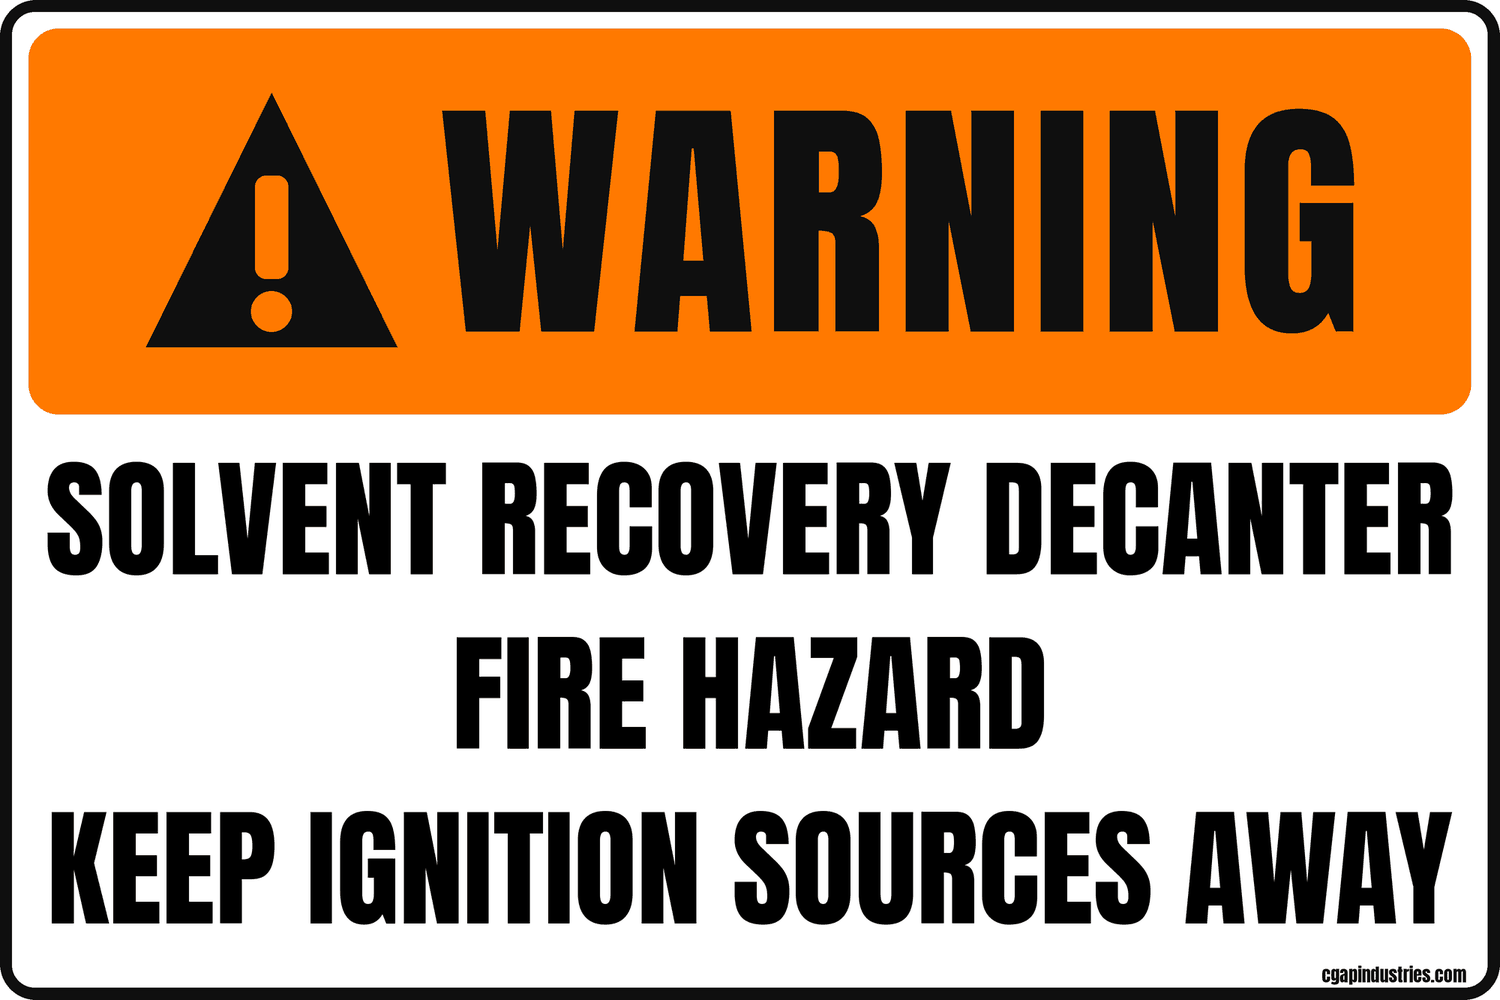 WARNING
SOLVENT RECOVERY DECANTER
FIRE HAZARD
KEEP IGNITION SOURCES AWAY
cgapindustries.com